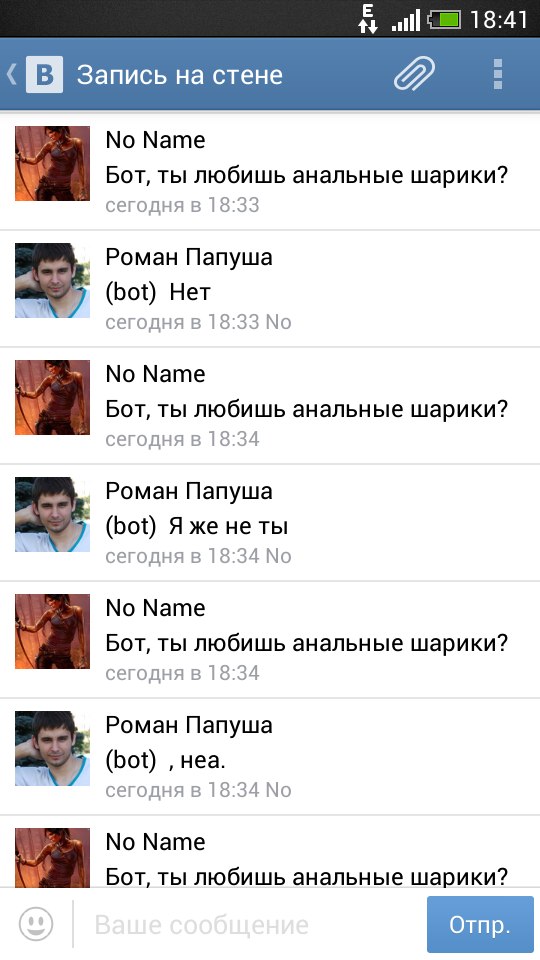 E 18:41
В Запись на стене
No Name
Бот, ты любишь анальные шарики?
сегодня в 18:33
Роман Папуша
(bot) Нет
сегодня в 18:33 No
No Name
Бот, ты любишь анальные шарики?
сегодня в 18:34
Роман Папуша
(bot) Я же не ты
сегодня в 18:34 No
No Name
Бот, ты любишь анальные шарики?
сегодня в 18:34
Роман Папуша
(bot) , неа.
сегодня в 18:34 No
No Name
Бот, ты любишь анальные шарики?
Ваше сообщение Отпр.